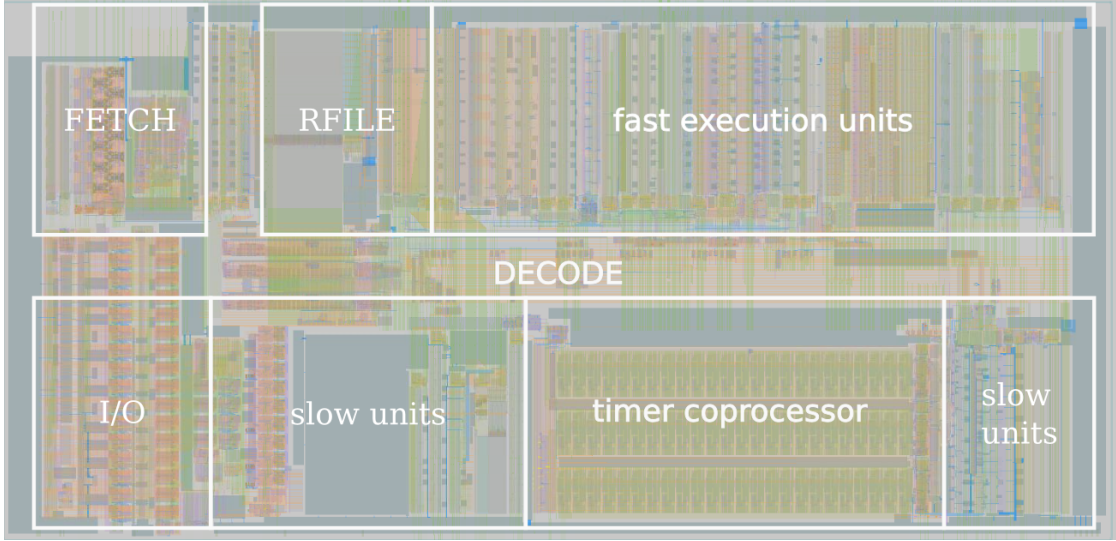 FETCH
RFILE
fast execution units
DECODE
I/O
slow units
timer coprocessor
slow
units